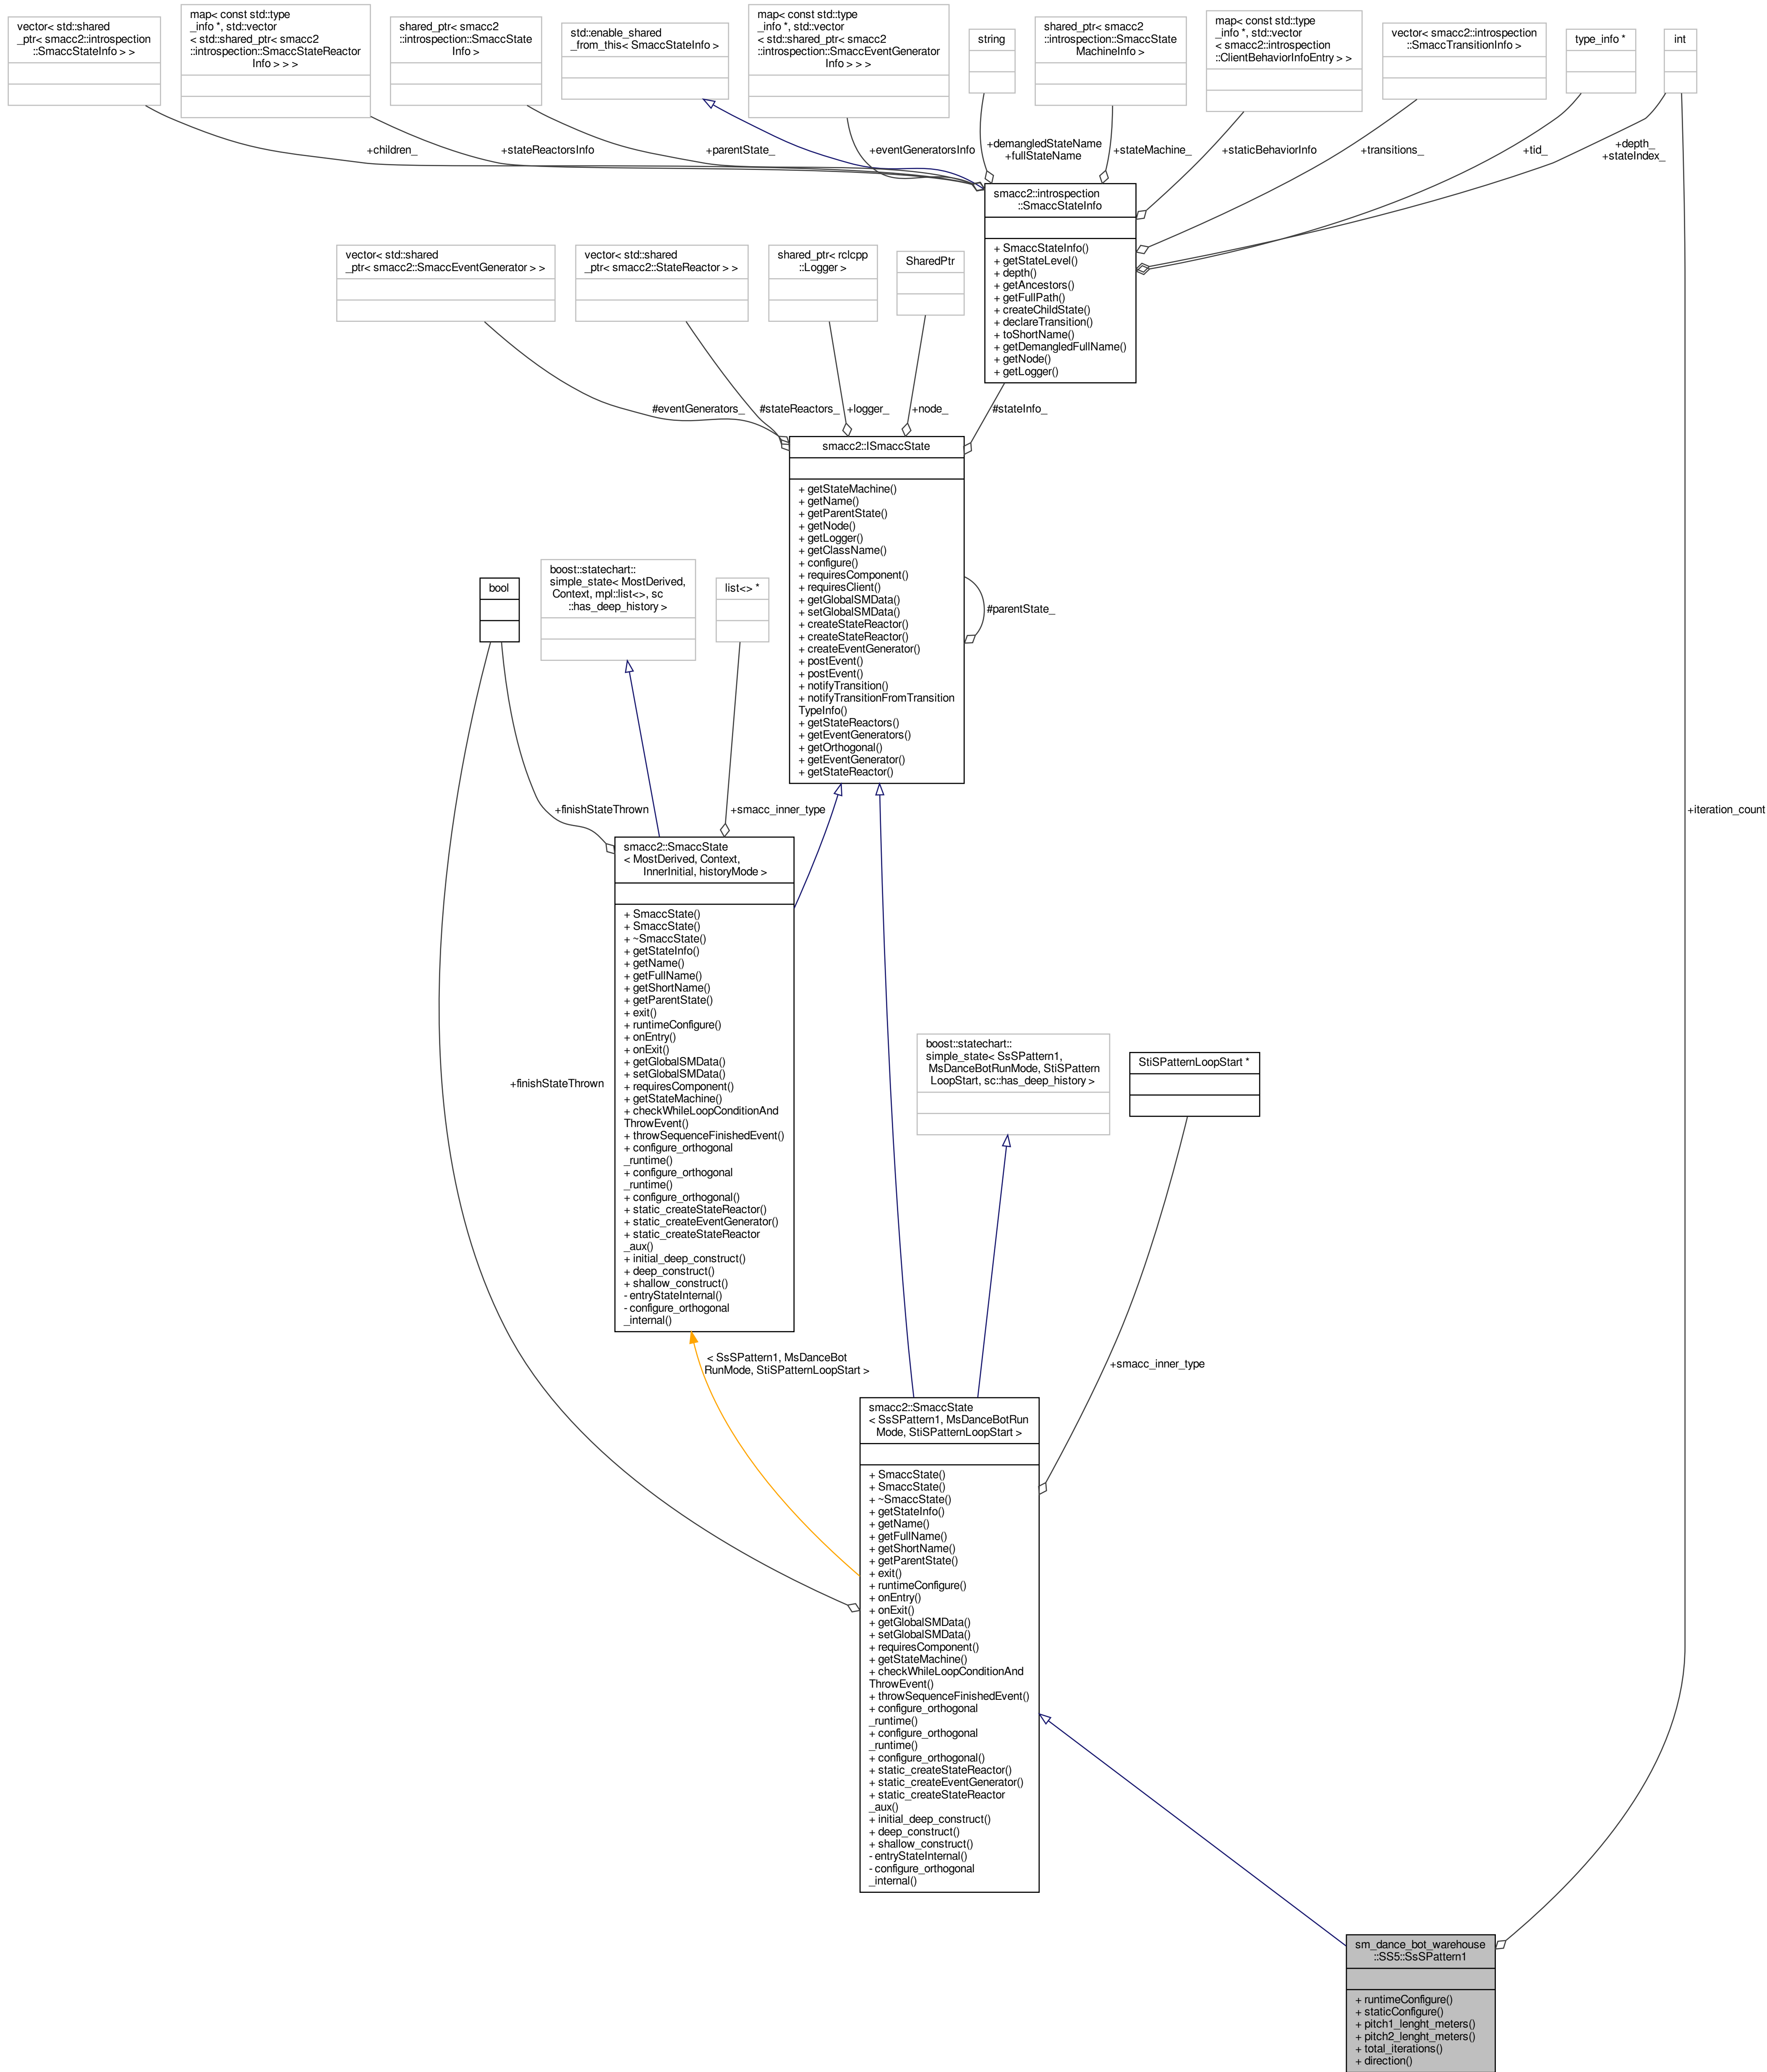 vector< std::shared
_ptr< smacc2::introspection
::SmaccStateInfo > >
map< const std::type
_info *, std::vector
< std::shared_ptr< smacc2
::introspection::SmaccStateReactor
Info > > >
shared_ptr< smacc2
::introspection::SmaccState
Info >
std::enable_shared
_from_this< SmaccStateInfo >
map< const std::type
_info *, std::vector
< std::shared_ptr< smacc2
::introspection::SmaccEventGenerator
Info > > >
string
shared_ptr< smacc2
::introspection::SmaccState
MachineInfo >
map< const std::type
_info *, std::vector
< smacc2::introspection
::ClientBehaviorInfoEntry > >
vector< smacc2::introspection
::SmaccTransitionInfo >
type_info *
int
+children_
+stateReactorsInfo
+parentState_
+eventGeneratorsInfo
+demangledStateName
+fullStateName
+stateMachine_
+staticBehaviorInfo
+transitions_
+tid_
+depth_
+stateIndex_
smacc2::introspection
::SmaccStateInfo
+ SmaccStateInfo()
+ getStateLevel()
+ depth()
+ getAncestors()
+ getFullPath()
+ createChildState()
+ declareTransition()
+ toShortName()
+ getDemangledFullName()
+ getNode()
+ getLogger()
vector< std::shared
_ptr< smacc2::SmaccEventGenerator > >
vector< std::shared
_ptr< smacc2::StateReactor > >
shared_ptr< rclcpp
::Logger >
SharedPtr
#eventGenerators_
#stateReactors_
+logger_
+node_
#stateInfo_
smacc2::ISmaccState
+ getStateMachine()
+ getName()
+ getParentState()
+ getNode()
+ getLogger()
+ getClassName()
+ configure()
+ requiresComponent()
+ requiresClient()
+ getGlobalSMData()
+ setGlobalSMData()
+ createStateReactor()
+ createStateReactor()
+ createEventGenerator()
+ postEvent()
+ postEvent()
+ notifyTransition()
+ notifyTransitionFromTransition
TypeInfo()
+ getStateReactors()
+ getEventGenerators()
+ getOrthogonal()
+ getEventGenerator()
+ getStateReactor()
#parentState_
bool
boost::statechart::
simple_state< MostDerived,
Context, mpl::list<>, sc
::has_deep_history >
list<> *
+finishStateThrown
+smacc_inner_type
+iteration_count
smacc2::SmaccState
< MostDerived, Context,
InnerInitial, historyMode >
+ SmaccState()
+ SmaccState()
+ ~SmaccState()
+ getStateInfo()
+ getName()
+ getFullName()
+ getShortName()
+ getParentState()
+ exit()
+ runtimeConfigure()
+ onEntry()
+ onExit()
+ getGlobalSMData()
+ setGlobalSMData()
+ requiresComponent()
+ getStateMachine()
+ checkWhileLoopConditionAnd
ThrowEvent()
+ throwSequenceFinishedEvent()
+ configure_orthogonal
_runtime()
+ configure_orthogonal
_runtime()
+ configure_orthogonal()
+ static_createStateReactor()
+ static_createEventGenerator()
+ static_createStateReactor
_aux()
+ initial_deep_construct()
+ deep_construct()
+ shallow_construct()
- entryStateInternal()
- configure_orthogonal
_internal()
+finishStateThrown
boost::statechart::
simple_state< SsSPattern1,
MsDanceBotRunMode, StiSPattern
LoopStart, sc::has_deep_history >
StiSPatternLoopStart *
< SsSPattern1, MsDanceBot
RunMode, StiSPatternLoopStart >
+smacc_inner_type
smacc2::SmaccState
< SsSPattern1, MsDanceBotRun
Mode, StiSPatternLoopStart >
+ SmaccState()
+ SmaccState()
+ ~SmaccState()
+ getStateInfo()
+ getName()
+ getFullName()
+ getShortName()
+ getParentState()
+ exit()
+ runtimeConfigure()
+ onEntry()
+ onExit()
+ getGlobalSMData()
+ setGlobalSMData()
+ requiresComponent()
+ getStateMachine()
+ checkWhileLoopConditionAnd
ThrowEvent()
+ throwSequenceFinishedEvent()
+ configure_orthogonal
_runtime()
+ configure_orthogonal
_runtime()
+ configure_orthogonal()
+ static_createStateReactor()
+ static_createEventGenerator()
+ static_createStateReactor
_aux()
+ initial_deep_construct()
+ deep_construct()
+ shallow_construct()
- entryStateInternal()
- configure_orthogonal
_internal()
sm_dance_bot_warehouse
::SS5::SsSPattern1
+ runtimeConfigure()
+ staticConfigure()
+ pitch1_lenght_meters()
+ pitch2_lenght_meters()
+ total_iterations()
+ direction()